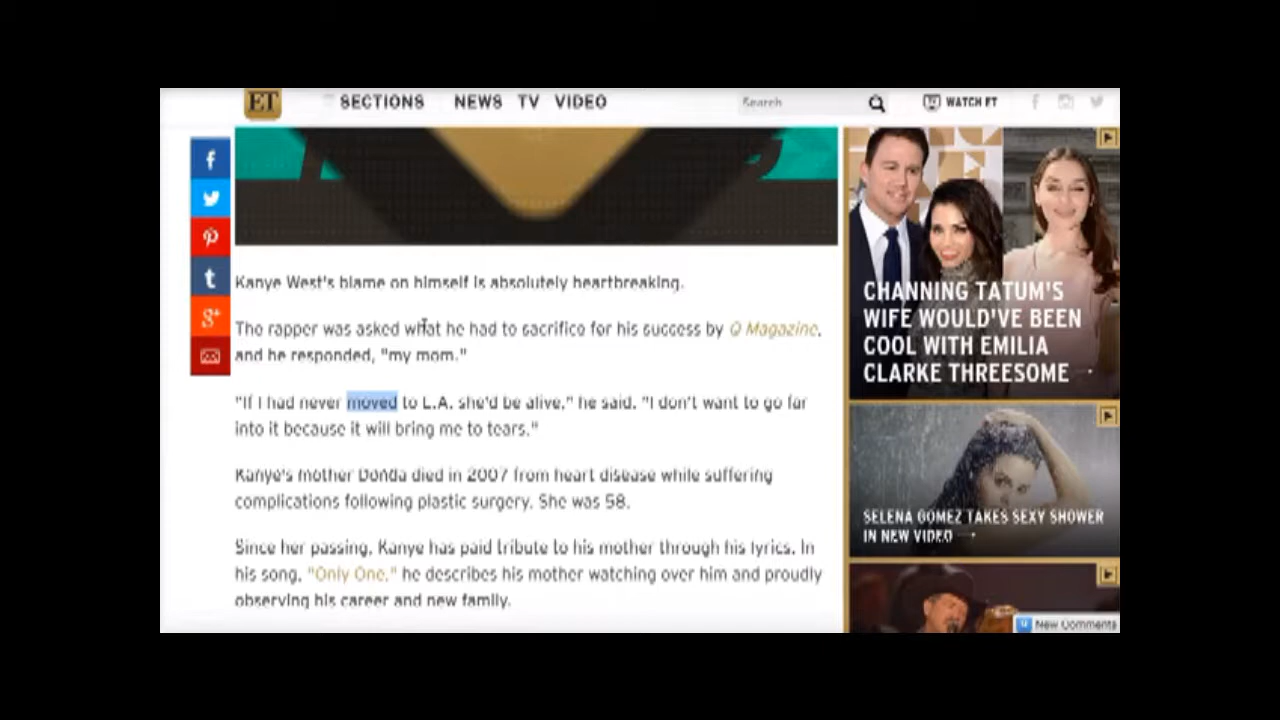 ET SECTIONS NEWS TV VIDEO Search WATCH ET
Kanye West's blame on himself is absolutely heartbreaking.
The rapper was asked what he had to sacrifice for his success by Q Magazine,
and he responded, "my mom."
"If I had never moved to L.A. she'd be alive," he said. "I don't want to go far
into it because it will bring me to tears."
Kanye's mother Donda died in 2007 from heart disease while suffering
complications following plastic surgery. She was 58.
Since her passing, Kanye has paid tribute to his mother through his lyrics. In
his song, "Only One," he describes his mother watching over him and proudly
observing his career and new family.
CHANNING TATUM'S
WIFE WOULD'VE BEEN
COOL WITH EMILIA
CLARKE THREESOME
SELENA GOMEZ TAKES SEXY SHOWER
IN NEW VIDEO →
New Comments